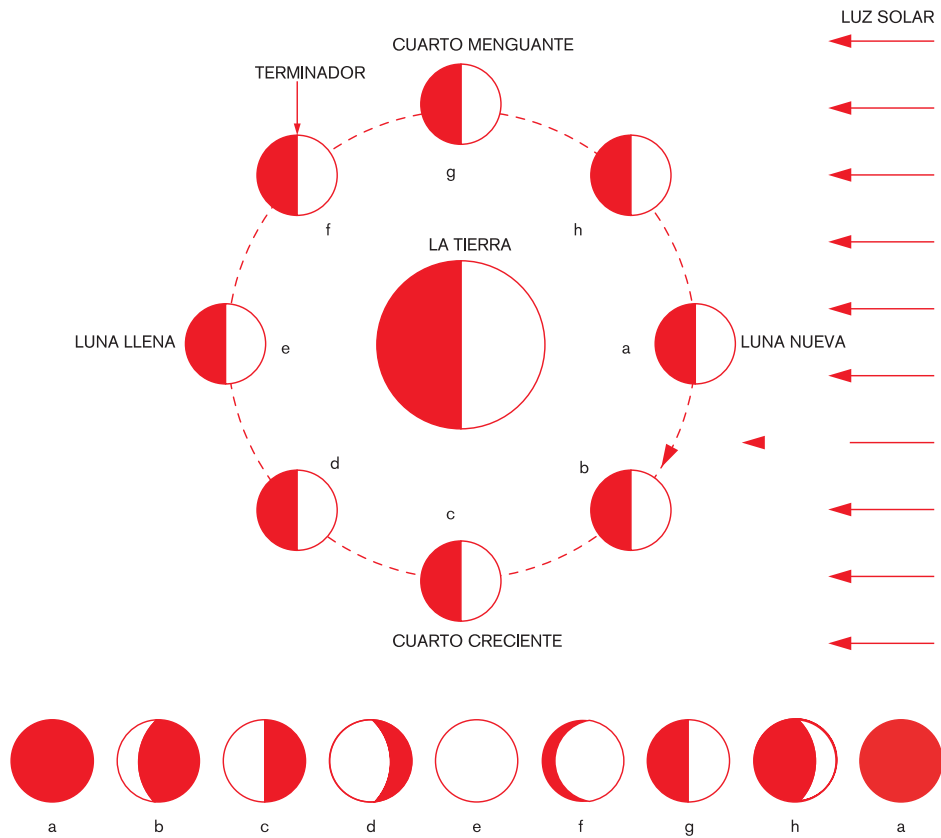 LUZ SOLAR
CUARTO MENGUANTE
TERMINADOR
g
f
h
LA TIERRA
LUNA LLENA
e
a
LUNA NUEVA
d
b
c
CUARTO CRECIENTE
a b c d e f g h a